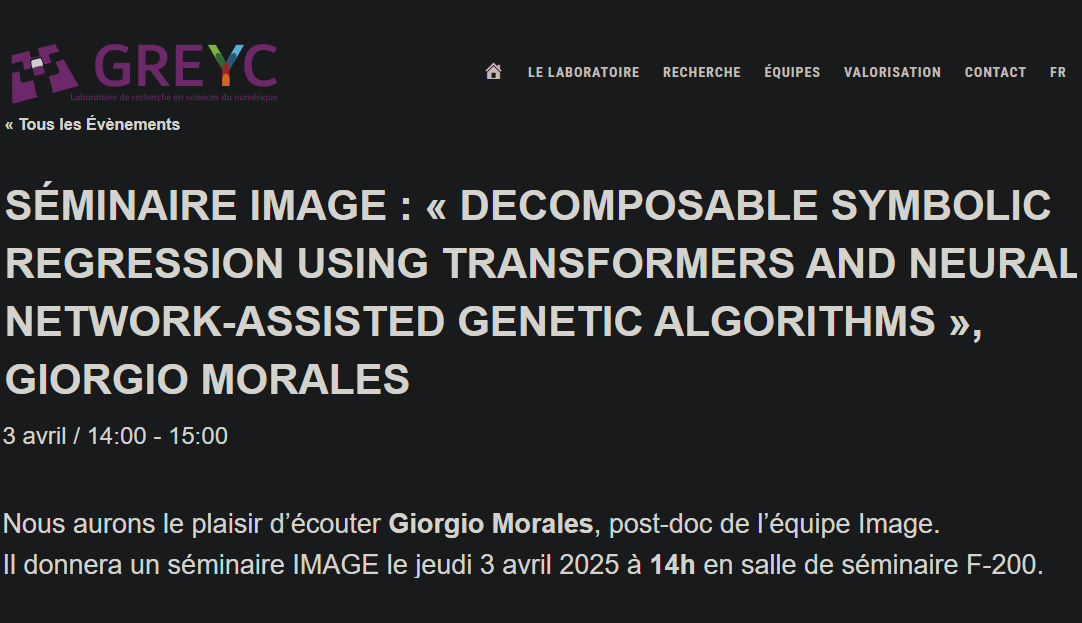 GREYC
Laboratoire de recherche en sciences du numérique
LE LABORATOIRE RECHERCHE ÉQUIPES VALORISATION CONTACT FR
« Tous les Évènements
SÉMINAIRE IMAGE : « DECOMPOSABLE SYMBOLIC
REGRESSION USING TRANSFORMERS AND NEURAL
NETWORK-ASSISTED GENETIC ALGORITHMS »,
GIORGIO MORALES
3 avril / 14:00 - 15:00
Nous aurons le plaisir d’écouter Giorgio Morales, post-doc de l’équipe Image.
Il donnera un séminaire IMAGE le jeudi 3 avril 2025 à 14h en salle de séminaire F-200.